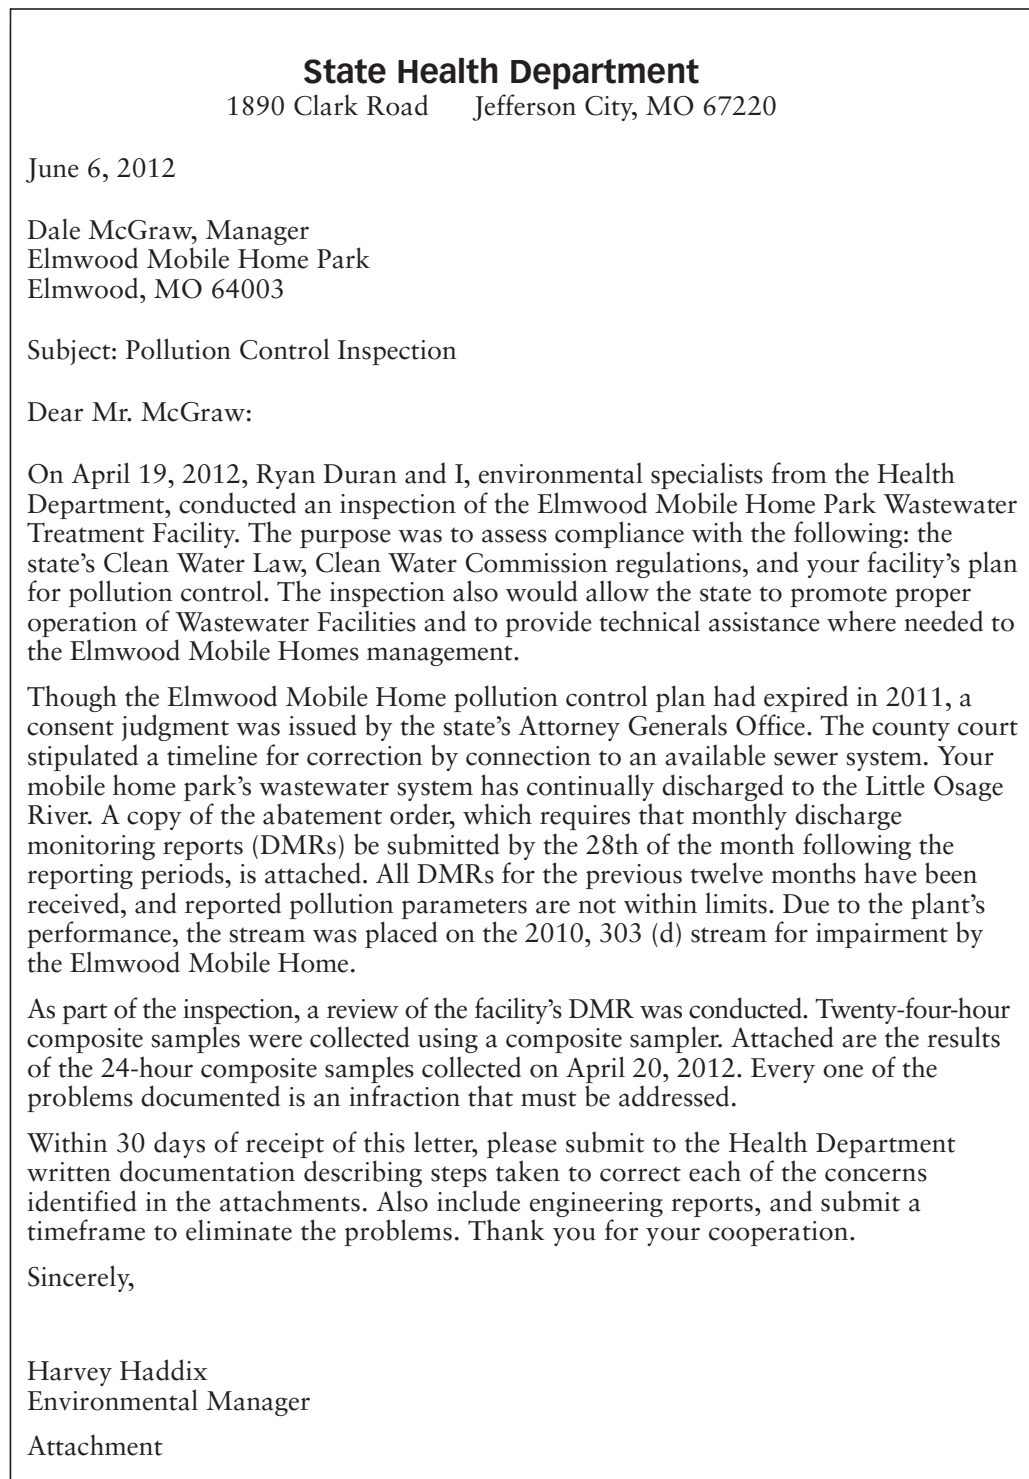 State Health Department
1890 Clark Road Jefferson City, MO 67220
June 6, 2012
Dale McGraw, Manager
Elmwood Mobile Home Park
Elmwood, MO 64003
Subject: Pollution Control Inspection
Dear Mr. McGraw:
On April 19, 2012, Ryan Duran and I, environmental specialists from the Health
Department, conducted an inspection of the Elmwood Mobile Home Park Wastewater
Treatment Facility. The purpose was to assess compliance with the following: the
state’s Clean Water Law, Clean Water Commission regulations, and your facility’s plan
for pollution control. The inspection also would allow the state to promote proper
operation of Wastewater Facilities and to provide technical assistance where needed to
the Elmwood Mobile Homes management.
Though the Elmwood Mobile Home pollution control plan had expired in 2011, a
consent judgment was issued by the state’s Attorney Generals Office. The county court
stipulated a timeline for correction by connection to an available sewer system. Your
mobile home park’s wastewater system has continually discharged to the Little Osage
River. A copy of the abatement order, which requires that monthly discharge
monitoring reports (DMRs) be submitted by the 28th of the month following the
reporting periods, is attached. All DMRs for the previous twelve months have been
received, and reported pollution parameters are not within limits. Due to the plant’s
performance, the stream was placed on the 2010, 303 (d) stream for impairment by
the Elmwood Mobile Home.
As part of the inspection, a review of the facility’s DMR was conducted. Twenty-four-hour
composite samples were collected using a composite sampler. Attached are the results
of the 24-hour composite samples collected on April 20, 2012. Every one of the
problems documented is an infraction that must be addressed.
Within 30 days of receipt of this letter, please submit to the Health Department
written documentation describing steps taken to correct each of the concerns
identified in the attachments. Also include engineering reports, and submit a
timeframe to eliminate the problems. Thank you for your cooperation.
Sincerely,
Harvey Haddix
Environmental Manager
Attachment